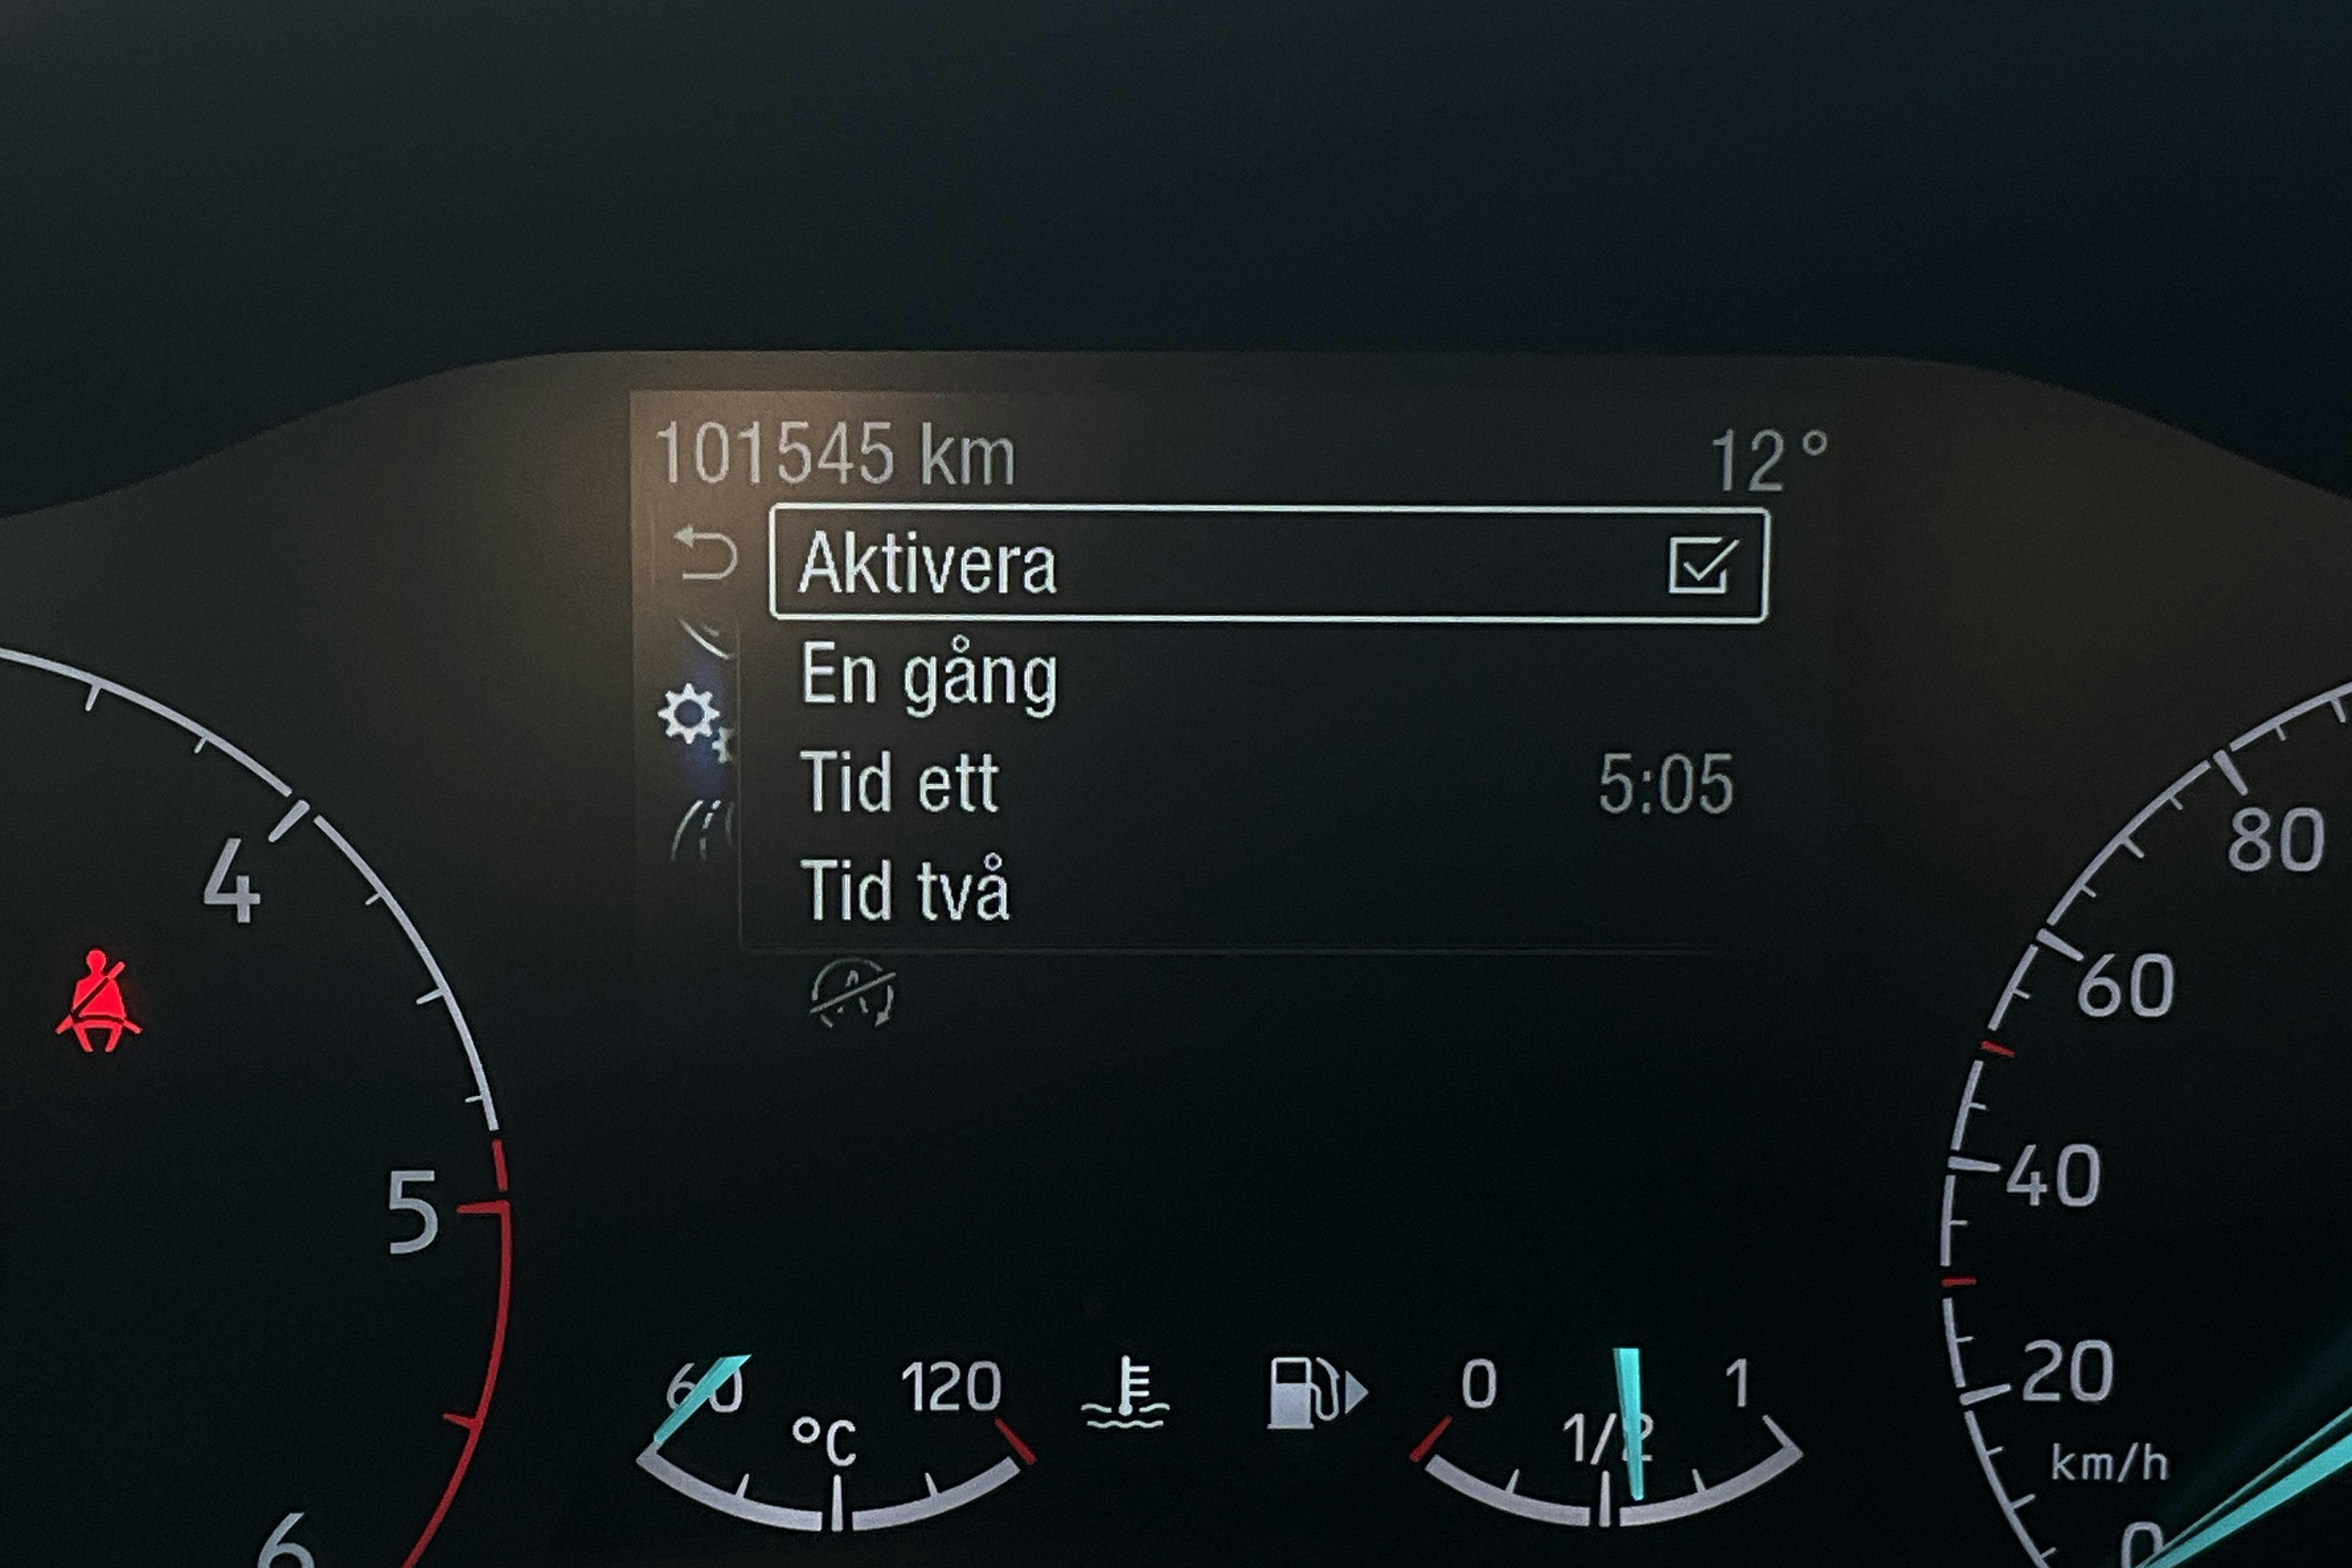 101545 km 12°
Aktivera
En gång
Tid ett 5:05
Tid två
4
5
6
80
60
40
20
km/h
0
60 120
°C
0 1
1/2